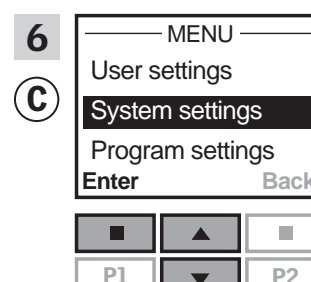 6
MENU
C
User settings
System settings
Program settings
Enter Back
P1 P2